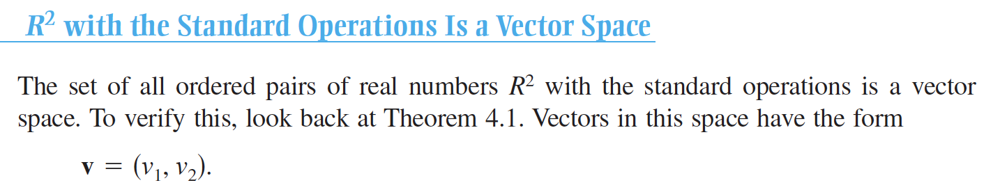 R² with the Standard Operations Is a Vector Space
The set of all ordered pairs of real numbers R² with the standard operations is a vector
space. To verify this, look back at Theorem 4.1. Vectors in this space have the form
v = (v₁, v₂).